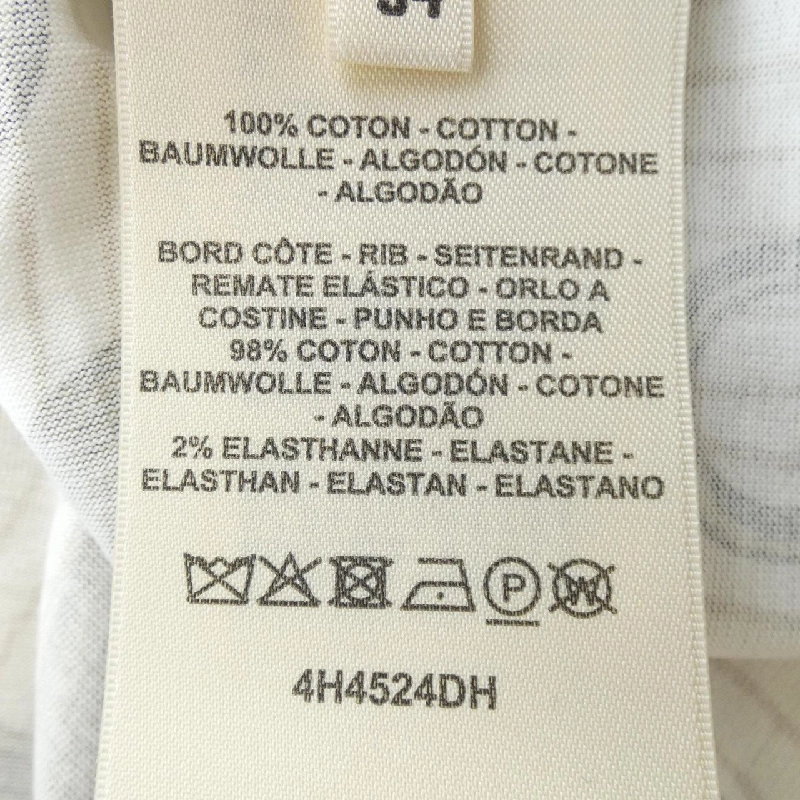 100% COTON - COTTON -
BAUMWOLLE - ALGODÓN - COTONE
- ALGODÃO
BORD CÔTE - RIB - SEITENRAND -
REMATE ELÁSTICO - ORLO A
COSTINE - PUNHO E BORDA
98% COTON - COTTON -
BAUMWOLLE - ALGODÓN - COTONE
- ALGODÃO
2% ELASTHANNE - ELASTANE -
ELASTHAN - ELASTAN - ELASTANO
P W
4H4524DH